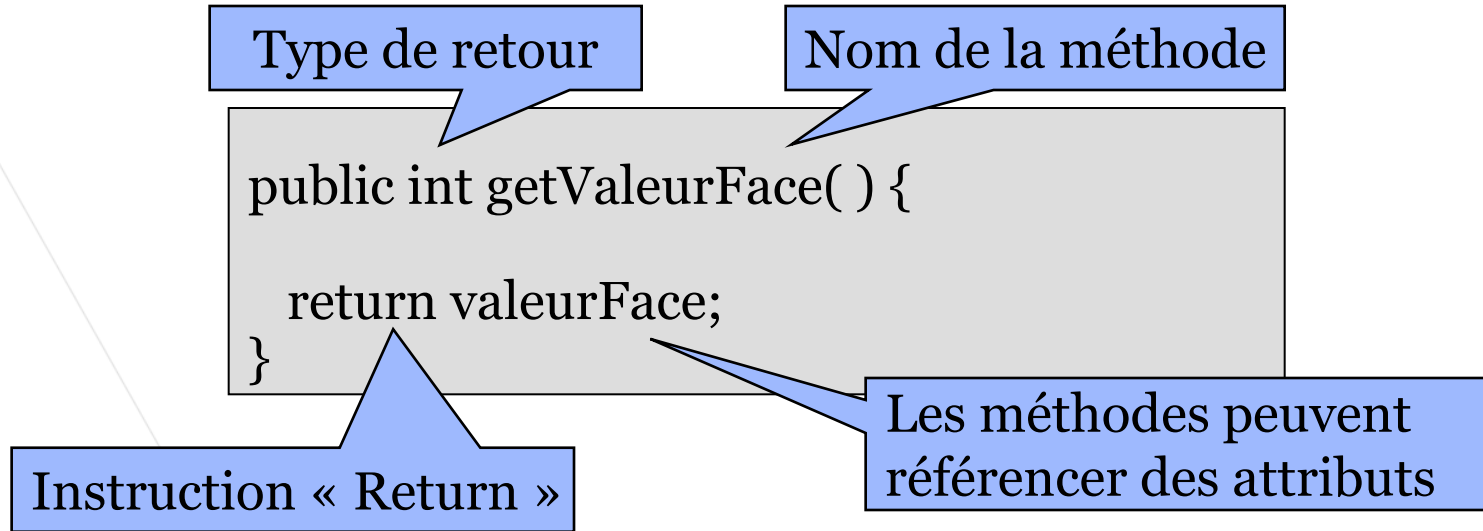 Type de retour
Nom de la méthode
public int getValeurFace( ) {
return valeurFace;
}
Les méthodes peuvent
référencer des attributs
Instruction « Return »